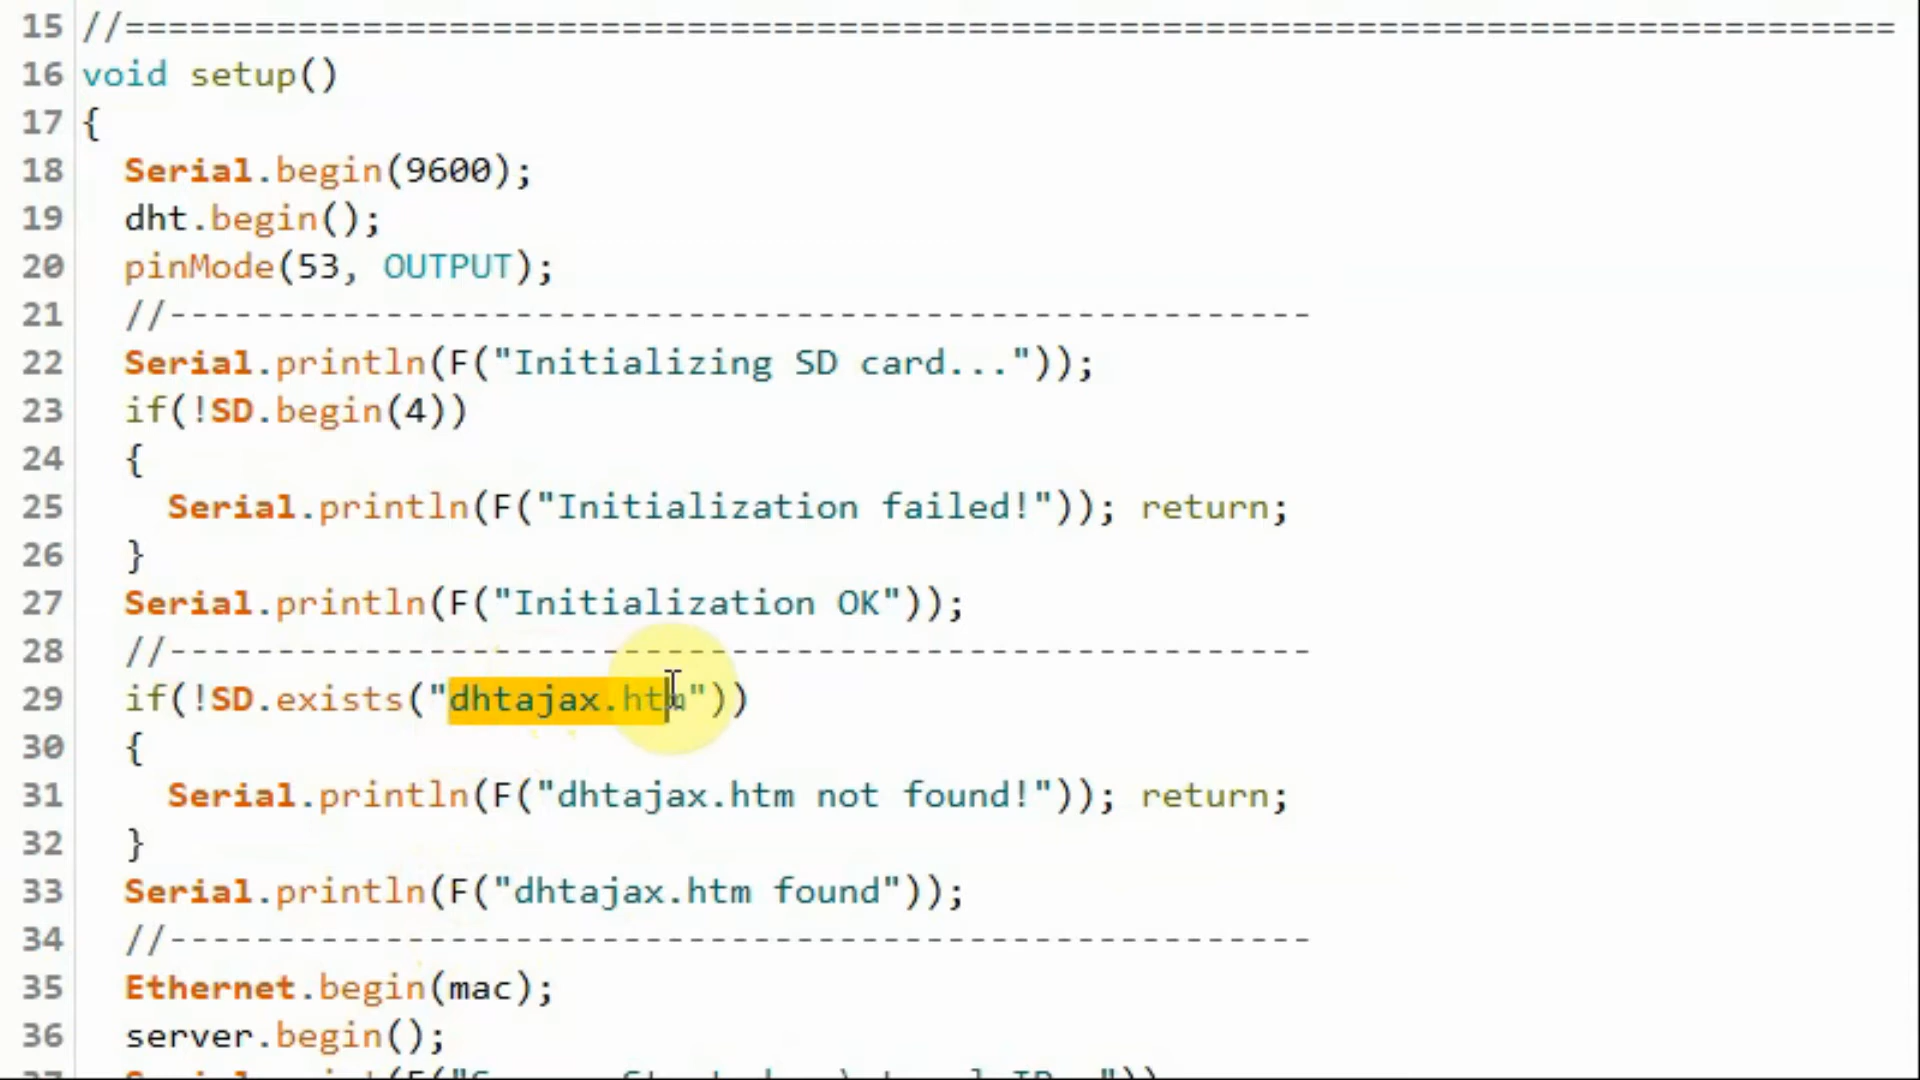 15 //==================================================================================
16 void setup()
17 {
18 Serial.begin(9600);
19 dht.begin();
20 pinMode(53, OUTPUT);
21 //-----------------------------------------------------
22 Serial.println(F("Initializing SD card..."));
23 if(!SD.begin(4))
24 {
25 Serial.println(F("Initialization failed!")); return;
26 }
27 Serial.println(F("Initialization OK"));
28 //-----------------------------------------------------
29 if(!SD.exists("dhtajax.htm"))
30 {
31 Serial.println(F("dhtajax.htm not found!")); return;
32 }
33 Serial.println(F("dhtajax.htm found"));
34 //-----------------------------------------------------
35 Ethernet.begin(mac);
36 server.begin();